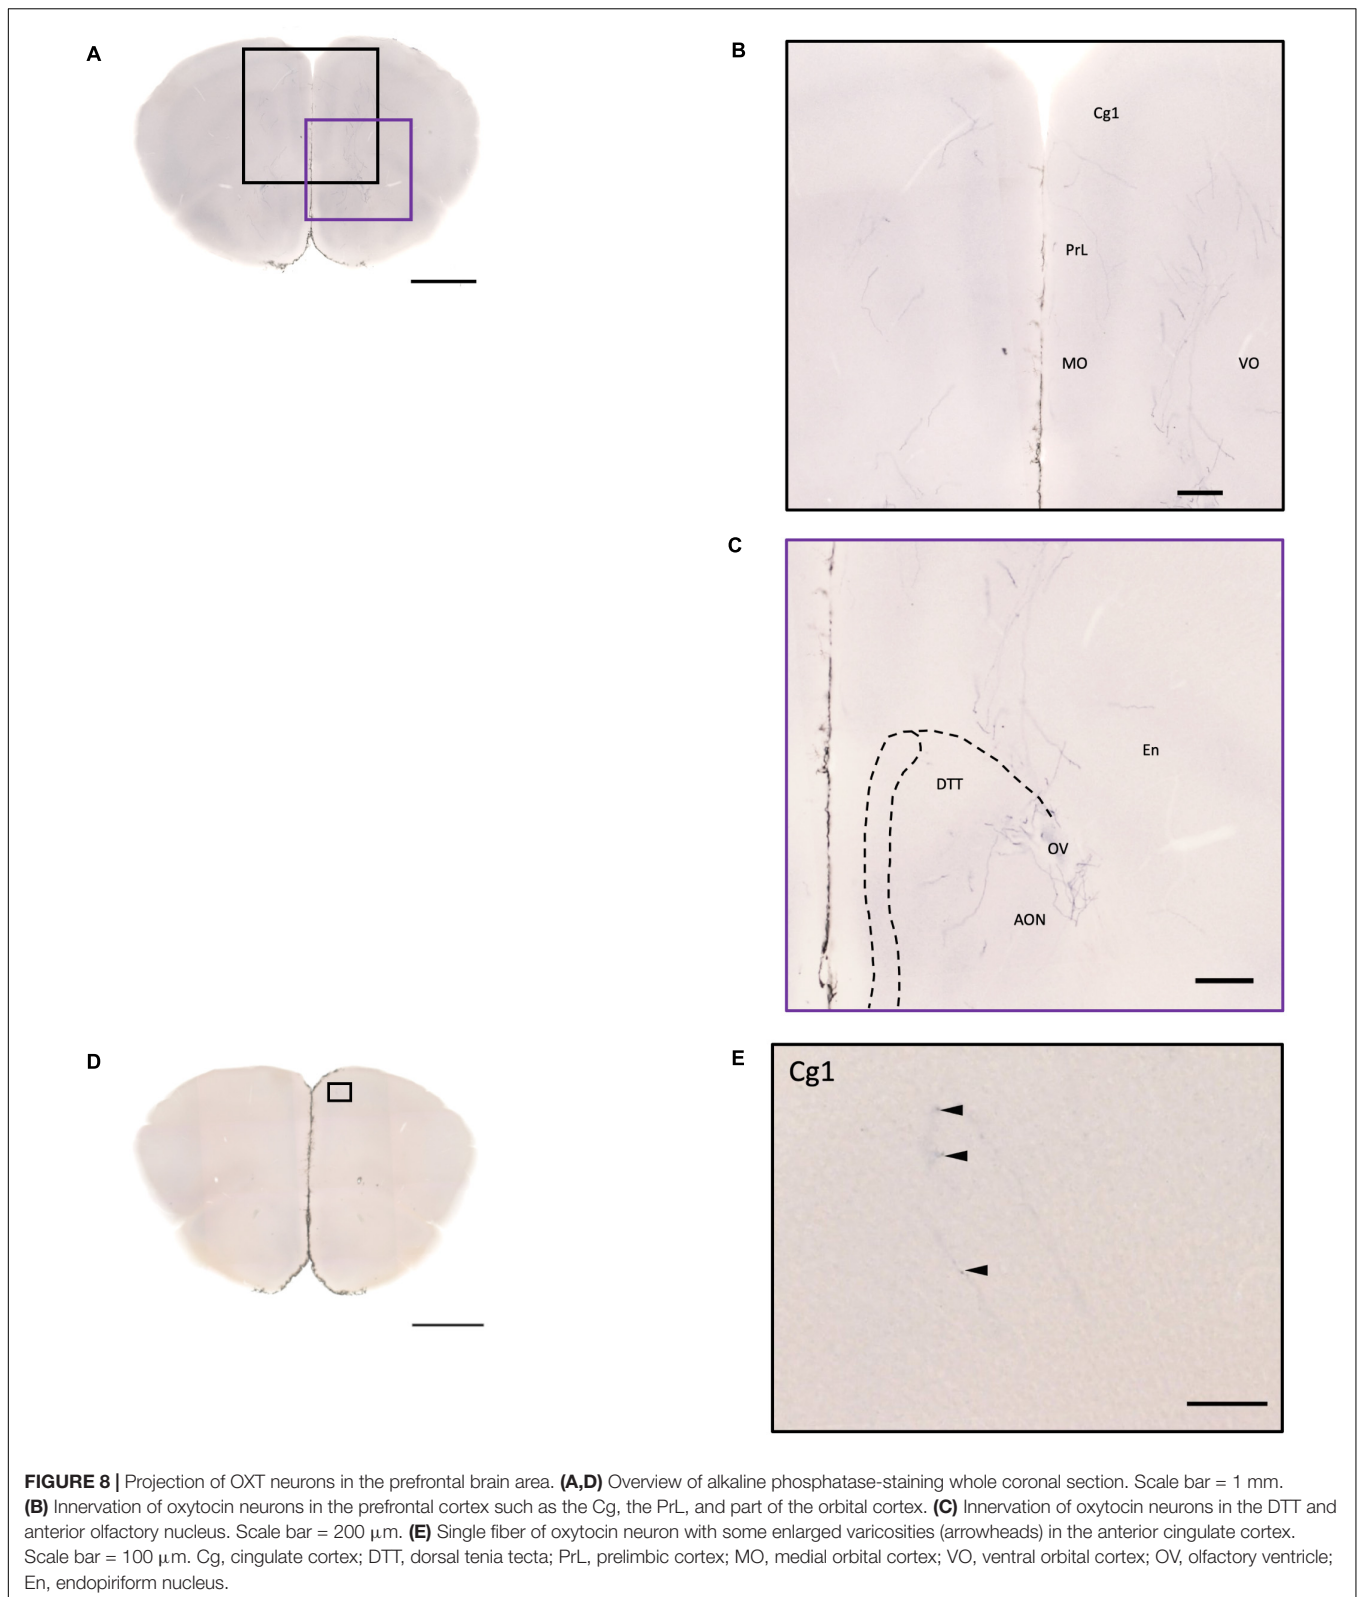 A
B
Cg1
PrL
MO
VO
C
En
DTT
OV
AON
D
E
Cg1
FIGURE 8 | Projection of OXT neurons in the prefrontal brain area. (A,D) Overview of alkaline phosphatase-staining whole coronal section. Scale bar = 1 mm.
(B) Innervation of oxytocin neurons in the prefrontal cortex such as the Cg, the PrL, and part of the orbital cortex. (C) Innervation of oxytocin neurons in the DTT and
anterior olfactory nucleus. Scale bar = 200 μm. (E) Single fiber of oxytocin neuron with some enlarged varicosities (arrowheads) in the anterior cingulate cortex.
Scale bar = 100 μm. Cg, cingulate cortex; DTT, dorsal tenia tecta; PrL, prelimbic cortex; MO, medial orbital cortex; VO, ventral orbital cortex; OV, olfactory ventricle;
En, endopiriform nucleus.